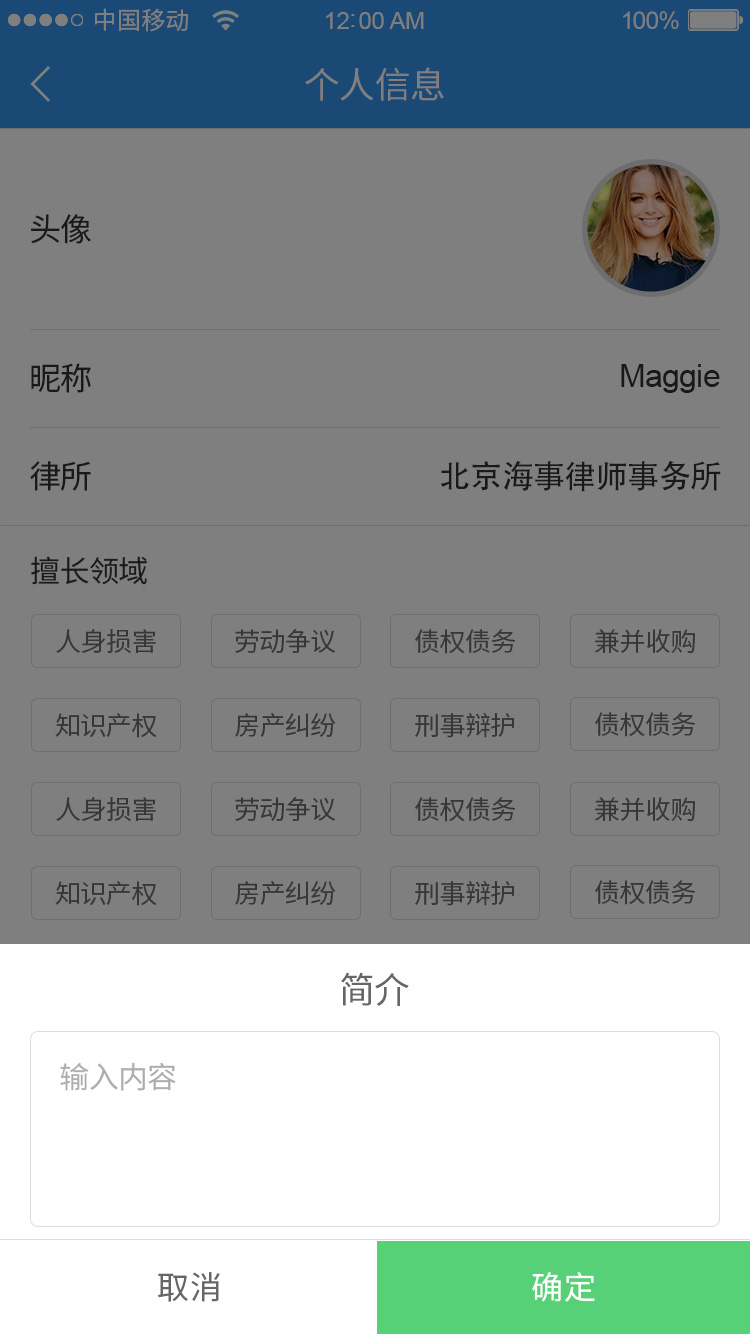 中国移动 12:00 AM 100%
个人信息
头像
昵称 Maggie
律所 北京海事律师事务所
擅长领域
人身损害 劳动争议 债权债务 兼并收购
知识产权 房产纠纷 刑事辩护 债权债务
人身损害 劳动争议 债权债务 兼并收购
知识产权 房产纠纷 刑事辩护 债权债务
简介
输入内容
取消 确定